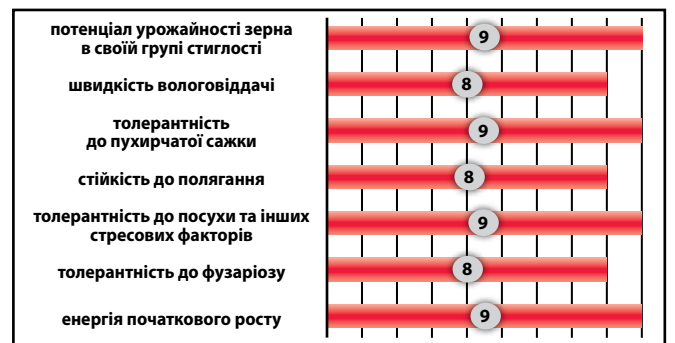 потенціал урожайності зерна
в своїй групі стиглості
9
швидкість вологовіддачі
8
толерантність
до пухирчатої сажки
9
стійкість до полягання
8
толерантність до посухи та інших
стресових факторів
9
толерантність до фузаріозу
8
енергія початкового росту
9